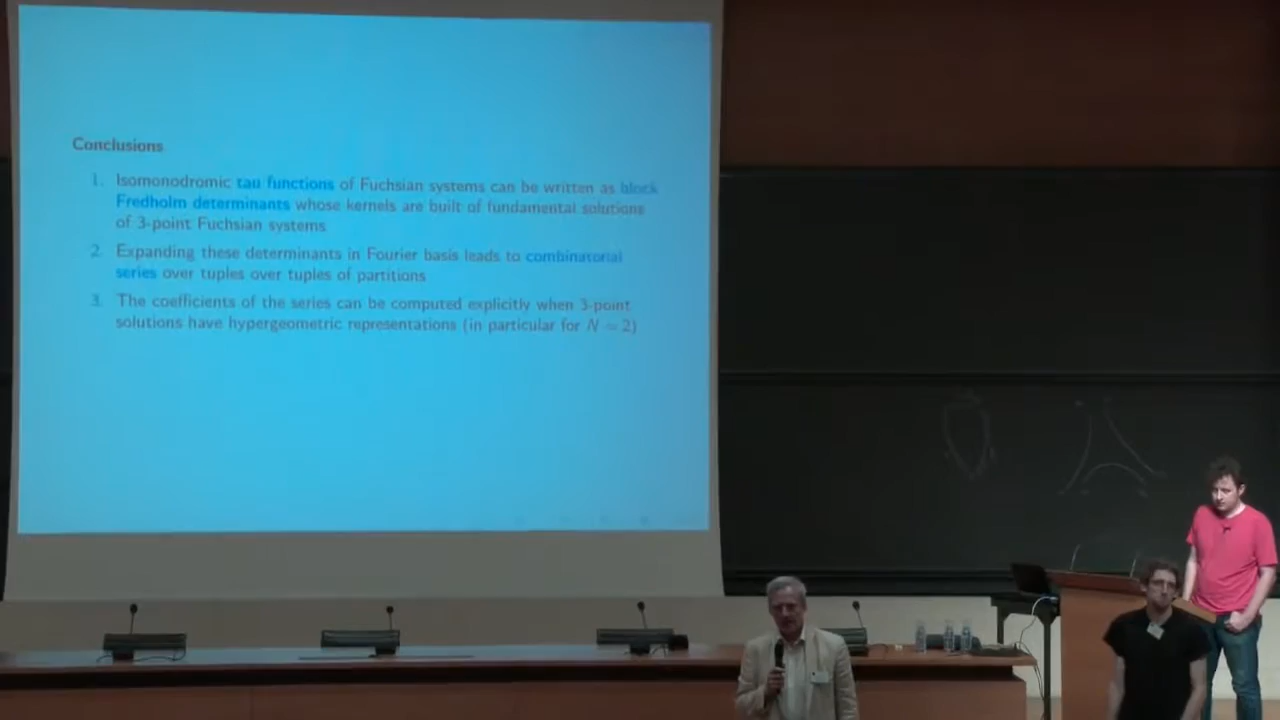 Conclusions
1. Isomonodromic tau functions of Fuchsian systems can be written as block
Fredholm determinants whose kernels are built of fundamental solutions
of 3-point Fuchsian systems
2. Expanding these determinants in Fourier basis leads to combinatorial
series over tuples over tuples of partitions
3. The coefficients of the series can be computed explicitly when 3-point
solutions have hypergeometric representations (in particular for N = 2)